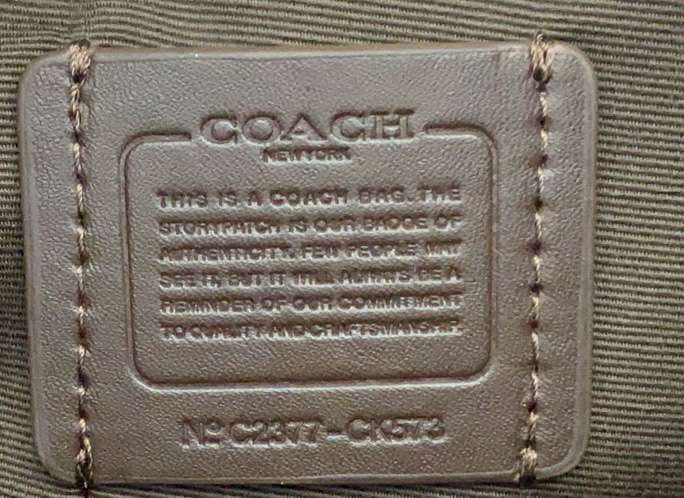 COACH
NEW YORK
THIS IS A COACH BAG. THE
STORYPATCH IS OUR BADGE OF
AUTHENTICITY. FEW PEOPLE MAY
SEE IT, BUT IT WILL ALWAYS BE A
REMINDER OF OUR COMMITMENT
TO QUALITY AND CRAFTSMANSHIP.
Nº C2377-CK573